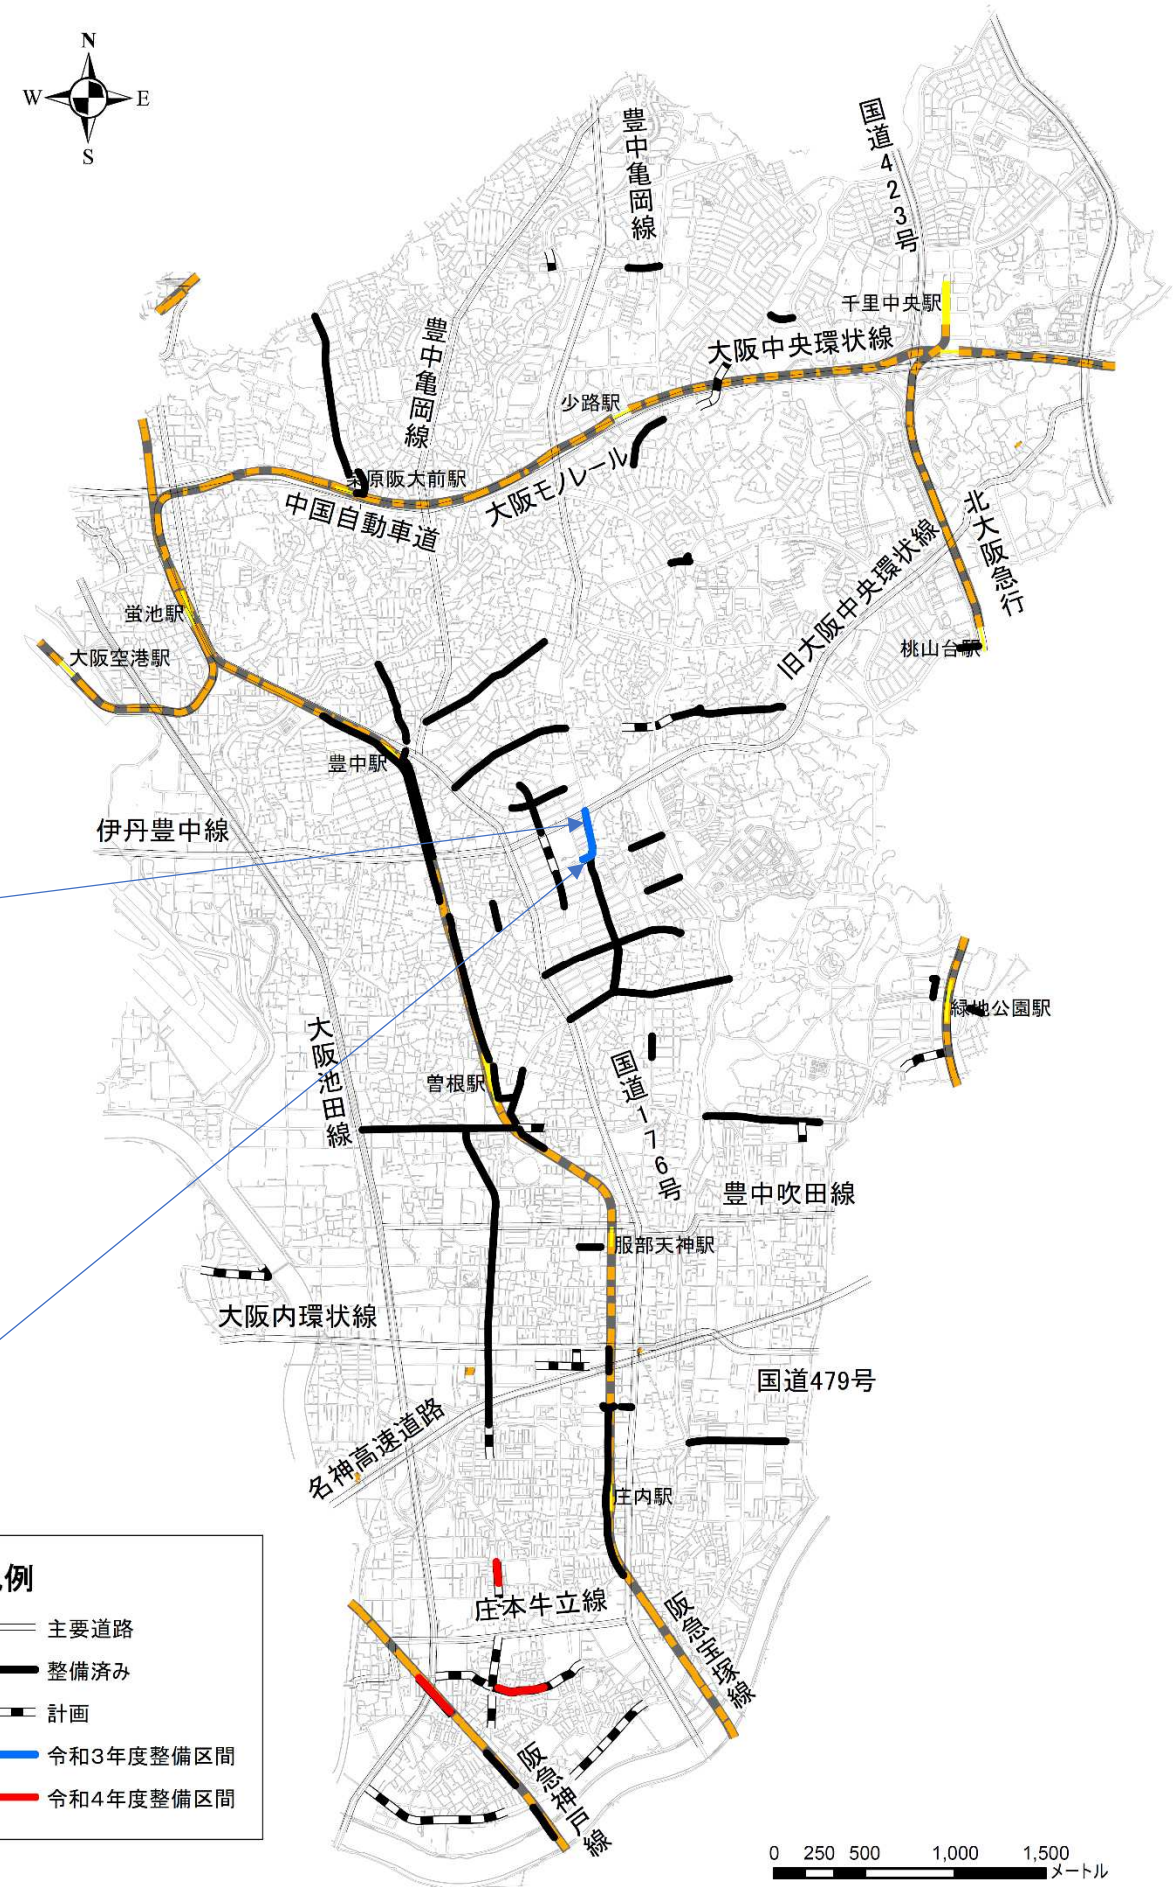 N
W
E
S
豊中亀岡線
国道423号
千里中央駅
大阪中央環状線
豊中亀岡線
少路駅
原阪大前駅
大阪モノレール
中国自動車道
北大阪急行
旧大阪中央環状線
蛍池駅
大阪空港駅
桃山台駅
豊中駅
伊丹豊中線
緑地公園駅
大阪池田線
曽根駅
国道176号
豊中吹田線
服部天神駅
大阪内環状線
国道479号
名神高速道路
庄内駅
庄本牛立線
阪急宝塚線
阪急神戸線
例
主要道路
整備済み
計画
令和3年度整備区間
令和4年度整備区間
0 250 500 1,000 1,500
メートル